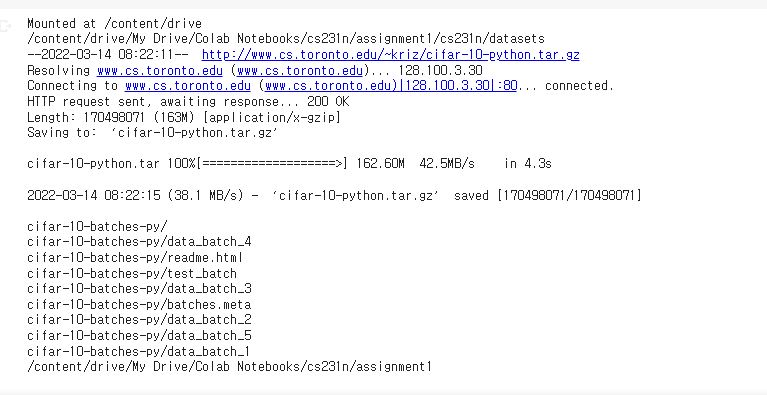 Mounted at /content/drive
/content/drive/My Drive/Colab Notebooks/cs231n/assignment1/cs231n/datasets
--2022-03-14 08:22:11--  http://www.cs.toronto.edu/~kriz/cifar-10-python.tar.gz
Resolving www.cs.toronto.edu (www.cs.toronto.edu)... 128.100.3.30
Connecting to www.cs.toronto.edu (www.cs.toronto.edu)|128.100.3.30|:80... connected.
HTTP request sent, awaiting response... 200 OK
Length: 170498071 (163M) [application/x-gzip]
Saving to: ‘cifar-10-python.tar.gz’
cifar-10-python.tar 100%[===================>] 162.60M  42.5MB/s    in 4.3s
2022-03-14 08:22:15 (38.1 MB/s) - ‘cifar-10-python.tar.gz’ saved [170498071/170498071]
cifar-10-batches-py/
cifar-10-batches-py/data_batch_4
cifar-10-batches-py/readme.html
cifar-10-batches-py/test_batch
cifar-10-batches-py/data_batch_3
cifar-10-batches-py/batches.meta
cifar-10-batches-py/data_batch_2
cifar-10-batches-py/data_batch_5
cifar-10-batches-py/data_batch_1
/content/drive/My Drive/Colab Notebooks/cs231n/assignment1